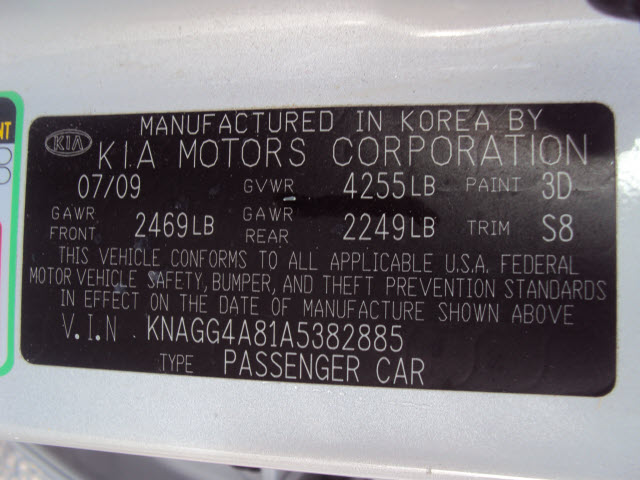 MANUFACTURED IN KOREA BY
KIA
KIA MOTORS CORPORATION
07/09 GVWR 4255LB PAINT 3D
GAWR FRONT 2469LB GAWR REAR 2249LB TRIM S8
THIS VEHICLE CONFORMS TO ALL APPLICABLE U.S.A. FEDERAL
MOTOR VEHICLE SAFETY, BUMPER, AND THEFT PREVENTION STANDARDS
IN EFFECT ON THE DATE OF MANUFACTURE SHOWN ABOVE
V.I.N KNAGG4A81A5382885
TYPE PASSENGER CAR